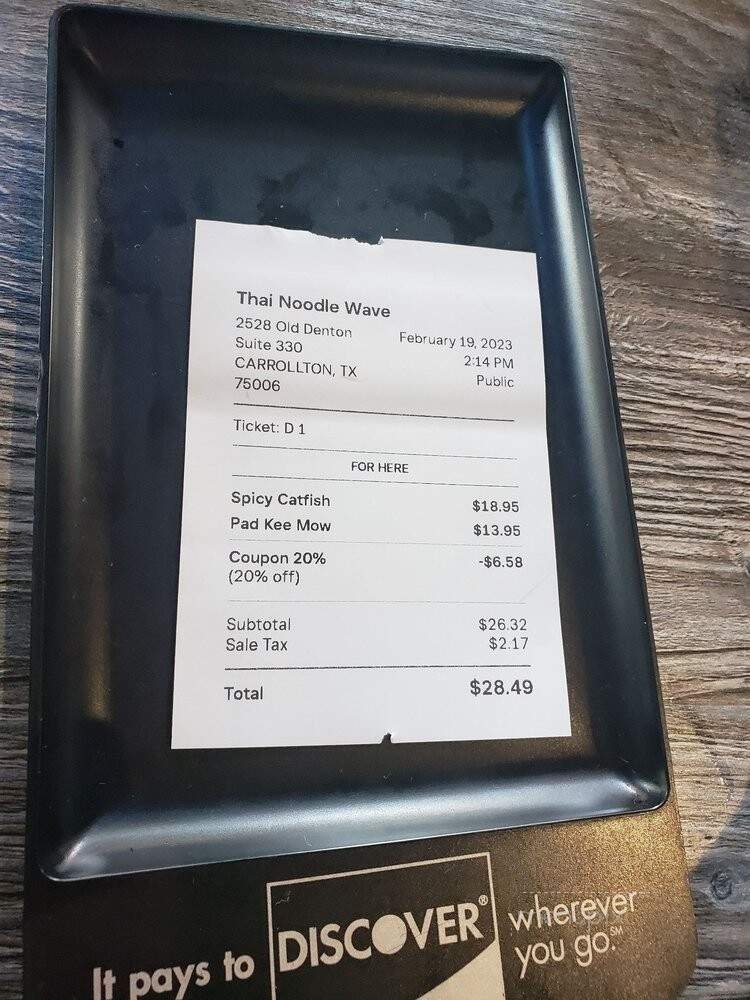 Thai Noodle Wave
2528 Old Denton
Suite 330
CARROLLTON, TX
75006
February 19, 2023
2:14 PM
Public
Ticket: D 1
FOR HERE
Spicy Catfish $18.95
Pad Kee Mow $13.95
Coupon 20% -$6.58
(20% off)
Subtotal $26.32
Sale Tax $2.17
Total $28.49
It pays to DISCOVER® wherever
you go.℠